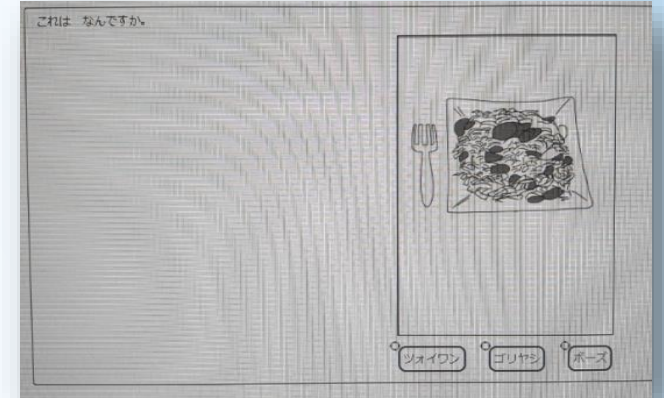 これは なんですか。
ツォイワン
ゴリヤシ
ボーズ